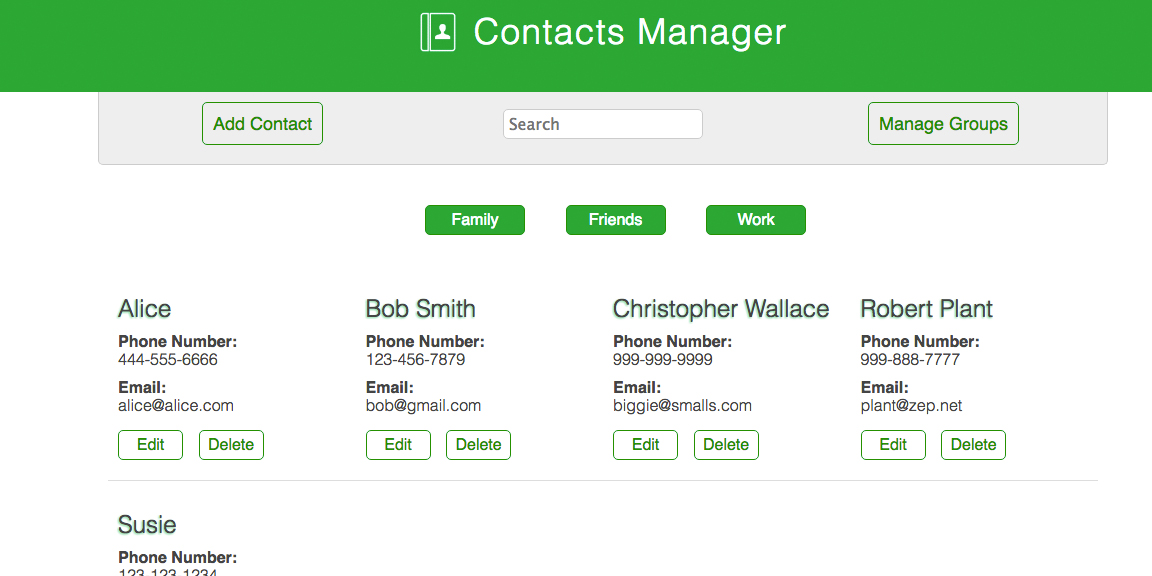 Contacts Manager
Add Contact
Search
Manage Groups
Family
Friends
Work
Alice
Phone Number:
444-555-6666
Email:
alice@alice.com
Edit
Delete
Bob Smith
Phone Number:
123-456-7879
Email:
bob@gmail.com
Edit
Delete
Christopher Wallace
Phone Number:
999-999-9999
Email:
biggie@smalls.com
Edit
Delete
Robert Plant
Phone Number:
999-888-7777
Email:
plant@zep.net
Edit
Delete
Susie
Phone Number:
123-123-1234